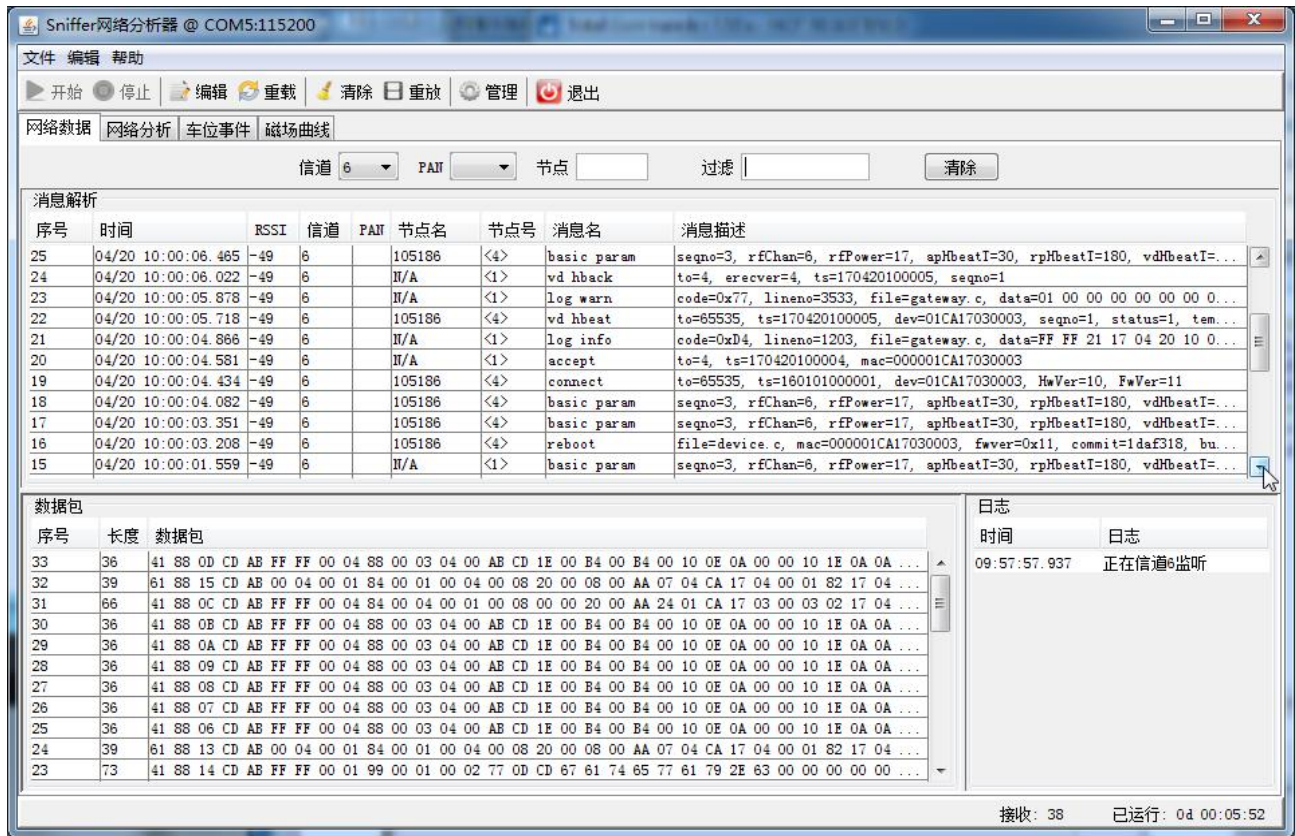 Sniffer网络分析器 @ COM5:115200
文件 编辑 帮助
开始 停止 编辑 重载 清除 重放 管理 退出
网络数据 网络分析 车位事件 磁场曲线
信道 6 PAN 节点 过滤 清除
消息解析
序号 时间 RSSI 信道 PAN 节点名 节点号 消息名 消息描述
25 04/20 10:00:06.465 -49 6 105186 <4> basic param seqno=3, rfChan=6, rfPower=17, apHbeatT=30, rpHbeatT=180, vdHbeatT=...
24 04/20 10:00:06.022 -49 6 N/A <1> vd hback to=4, erecver=4, ts=170420100005, seqno=1
23 04/20 10:00:05.878 -49 6 N/A <1> log warn code=0x77, lineno=3533, file=gateway.c, data=01 00 00 00 00 00 00 0...
22 04/20 10:00:05.718 -49 6 105186 <4> vd hbeat to=65535, ts=170420100005, dev=01CA17030003, seqno=1, status=1, tem...
21 04/20 10:00:04.866 -49 6 N/A <1> log info code=0xD4, lineno=1203, file=gateway.c, data=FF FF 21 17 04 20 10 0...
20 04/20 10:00:04.581 -49 6 N/A <1> accept to=4, ts=170420100004, mac=000001CA17030003
19 04/20 10:00:04.434 -49 6 105186 <4> connect to=65535, ts=160101000001, dev=01CA17030003, HwVer=10, FwVer=11
18 04/20 10:00:04.082 -49 6 105186 <4> basic param seqno=3, rfChan=6, rfPower=17, apHbeatT=30, rpHbeatT=180, vdHbeatT=...
17 04/20 10:00:03.351 -49 6 105186 <4> basic param seqno=3, rfChan=6, rfPower=17, apHbeatT=30, rpHbeatT=180, vdHbeatT=...
16 04/20 10:00:03.208 -49 6 105186 <4> reboot file=device.c, mac=000001CA17030003, fwver=0x11, commit=1daf318, bu...
15 04/20 10:00:01.559 -49 6 N/A <1> basic param seqno=3, rfChan=6, rfPower=17, apHbeatT=30, rpHbeatT=180, vdHbeatT=...
数据包
序号 长度 数据包
33 36 41 88 0D CD AB FF FF 00 04 88 00 03 04 00 AB CD 1E 00 B4 00 B4 00 10 0E 0A 00 00 10 1E 0A 0A ...
32 39 61 88 15 CD AB 00 04 00 01 84 00 01 00 04 00 08 20 00 08 00 AA 07 04 CA 17 04 00 01 82 17 04 ...
31 66 41 88 0C CD AB FF FF 00 04 84 00 04 00 01 00 08 00 00 20 00 AA 24 01 CA 17 03 00 03 02 17 04 ...
30 36 41 88 0B CD AB FF FF 00 04 88 00 03 04 00 AB CD 1E 00 B4 00 B4 00 10 0E 0A 00 00 10 1E 0A 0A ...
29 36 41 88 0A CD AB FF FF 00 04 88 00 03 04 00 AB CD 1E 00 B4 00 B4 00 10 0E 0A 00 00 10 1E 0A 0A ...
28 36 41 88 09 CD AB FF FF 00 04 88 00 03 04 00 AB CD 1E 00 B4 00 B4 00 10 0E 0A 00 00 10 1E 0A 0A ...
27 36 41 88 08 CD AB FF FF 00 04 88 00 03 04 00 AB CD 1E 00 B4 00 B4 00 10 0E 0A 00 00 10 1E 0A 0A ...
26 36 41 88 07 CD AB FF FF 00 04 88 00 03 04 00 AB CD 1E 00 B4 00 B4 00 10 0E 0A 00 00 10 1E 0A 0A ...
25 36 41 88 06 CD AB FF FF 00 04 88 00 03 04 00 AB CD 1E 00 B4 00 B4 00 10 0E 0A 00 00 10 1E 0A 0A ...
24 39 61 88 13 CD AB 00 04 00 01 84 00 01 00 04 00 08 20 00 08 00 AA 07 04 CA 17 04 00 01 82 17 04 ...
23 73 41 88 14 CD AB FF FF 00 01 99 00 01 00 02 77 0D CD 67 61 74 65 77 61 79 2E 63 00 00 00 00 00 ...
日志
时间 日志
09:57:57.937 正在信道6监听
接收: 38 已运行: 0d 00:05:52